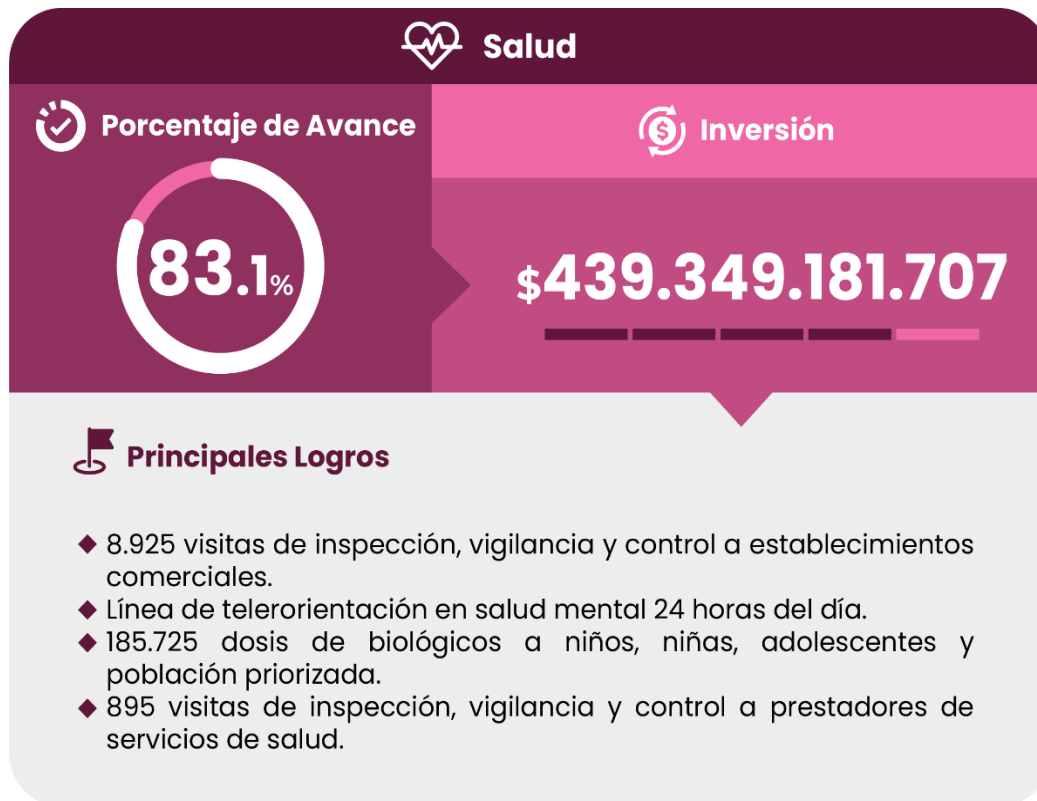 Salud
Porcentaje de Avance
83.1%
Inversión
$439.349.181.707
Principales Logros
8.925 visitas de inspección, vigilancia y control a establecimientos
comerciales.
Línea de telerorientación en salud mental 24 horas del día.
185.725 dosis de biológicos a niños, niñas, adolescentes y
población priorizada.
895 visitas de inspección, vigilancia y control a prestadores de
servicios de salud.